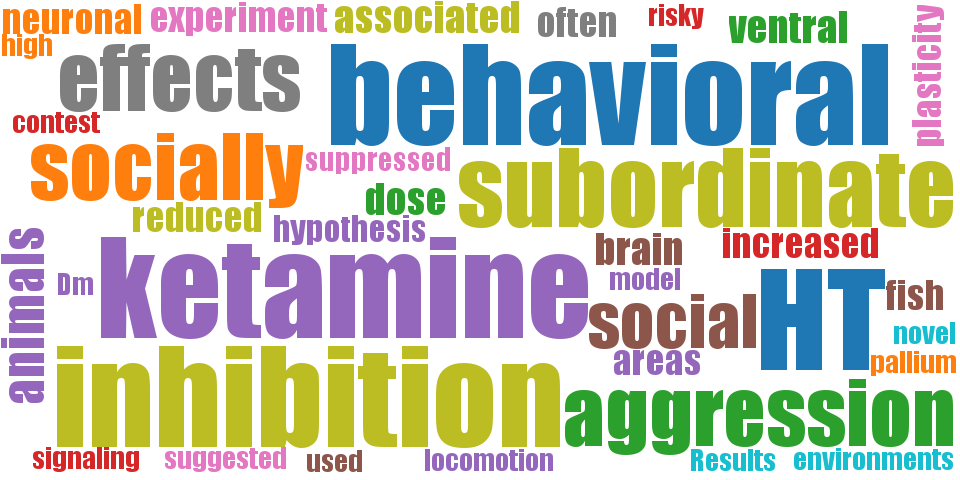 neuronal
experiment
associated
often
risky
ventral
plasticity
high
effects
behavioral
contest
socially
suppressed
subordinate
dose
reduced
hypothesis
animals
brain
increased
Dm
ketamine
model
HT
fish
social
novel
areas
pallium
inhibition
aggression
signaling
suggested
used
locomotion
Results
environments